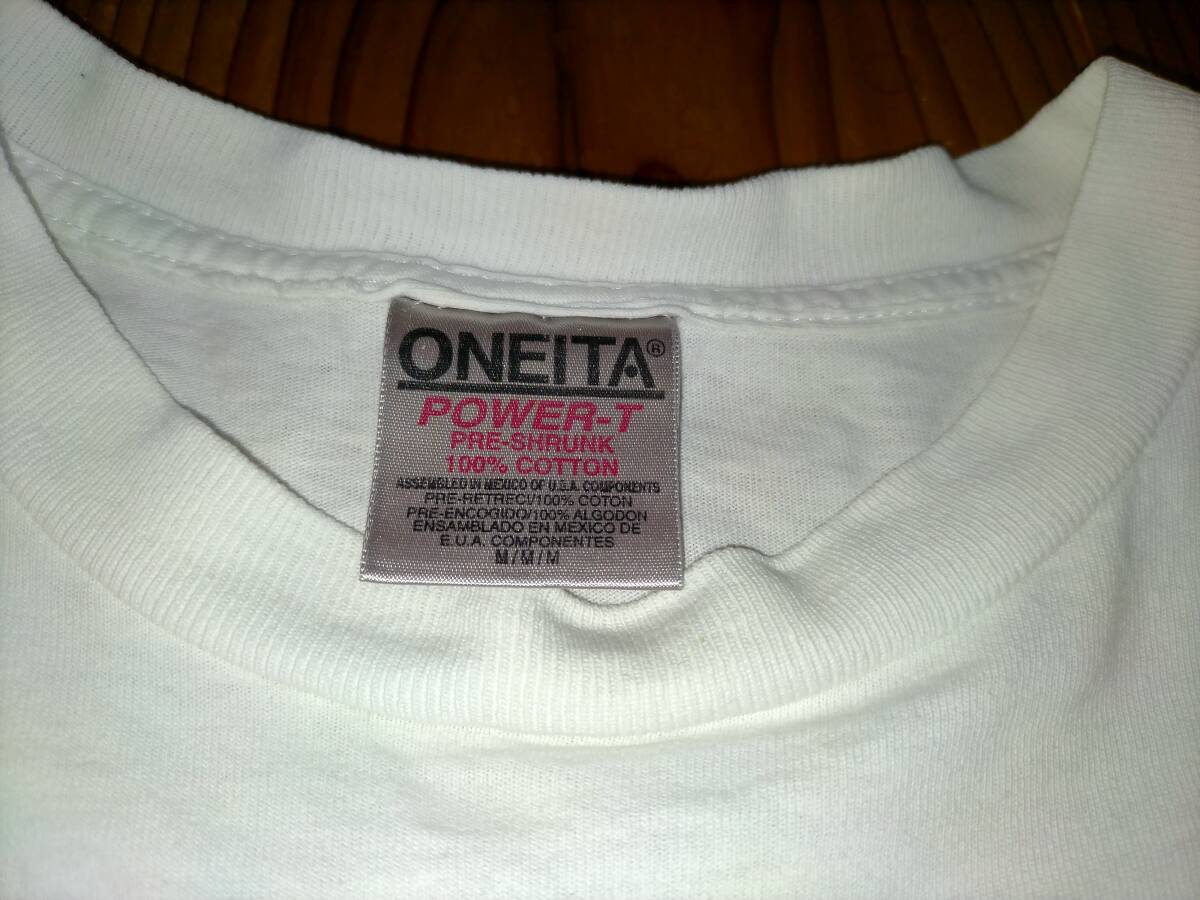 ONEITA®
POWER-T
PRE-SHRUNK
100% COTTON
ASSEMBLED IN MEXICO OF U.S.A. COMPONENTS
PRE-RETRECI/100% COTON
PRE-ENCOGIDO/100% ALGODON
ENSAMBLADO EN MEXICO DE
E.U.A. COMPONENTES
M/M/M